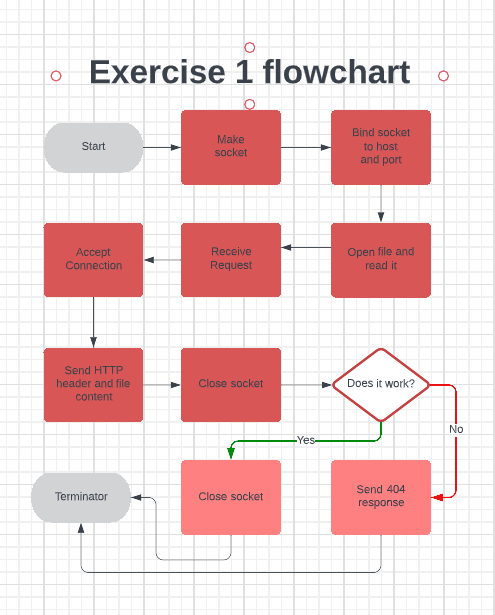 Exercise 1 flowchart
Start
Make
socket
Bind socket
to host
and port
Accept
Connection
Receive
Request
Open file and
read it
Send HTTP
header and file
content
Close socket
Does it work?
No
Yes
Terminator
Close socket
Send 404
response